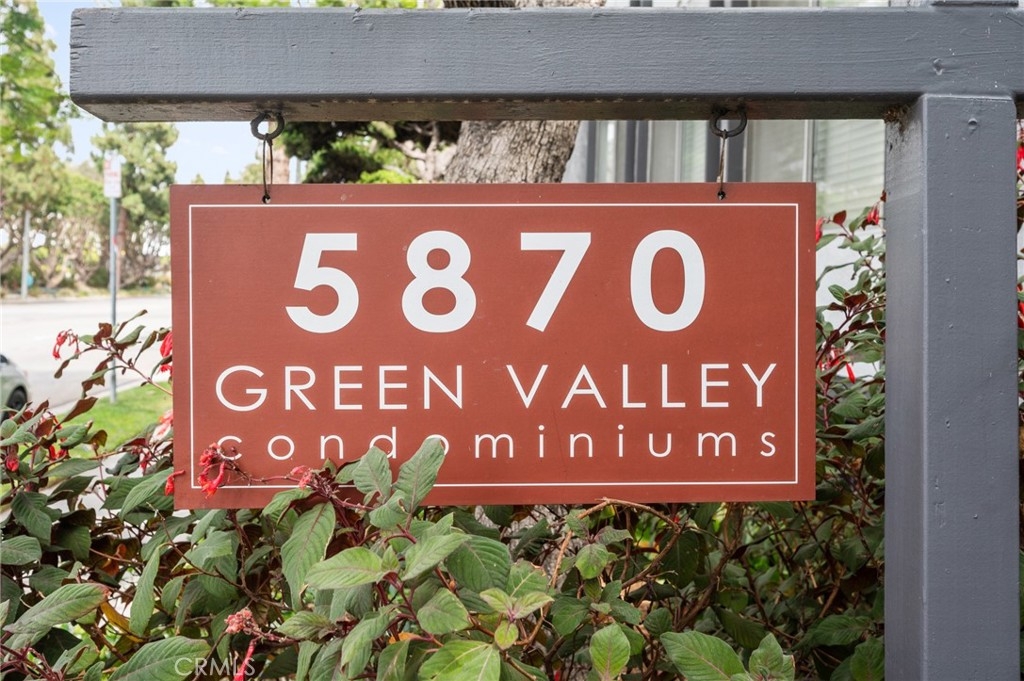 5870
GREEN VALLEY
condominiums
CRMLS